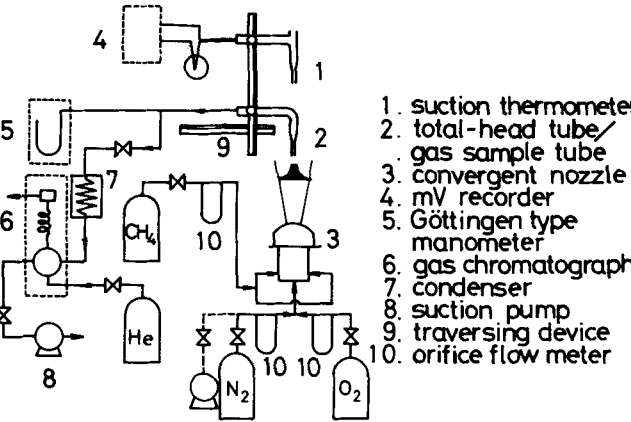 4
1
5
9
2
7
6
CH4
10
3
He
8
N2
10
10
O2
1. suction thermomete
2. total-head tube/
gas sample tube
3. convergent nozzle
4. mV recorder
5. Göttingen type
manometer
6. gas chromatograph
7. condenser
8. suction pump
9. traversing device
10. orifice flow meter